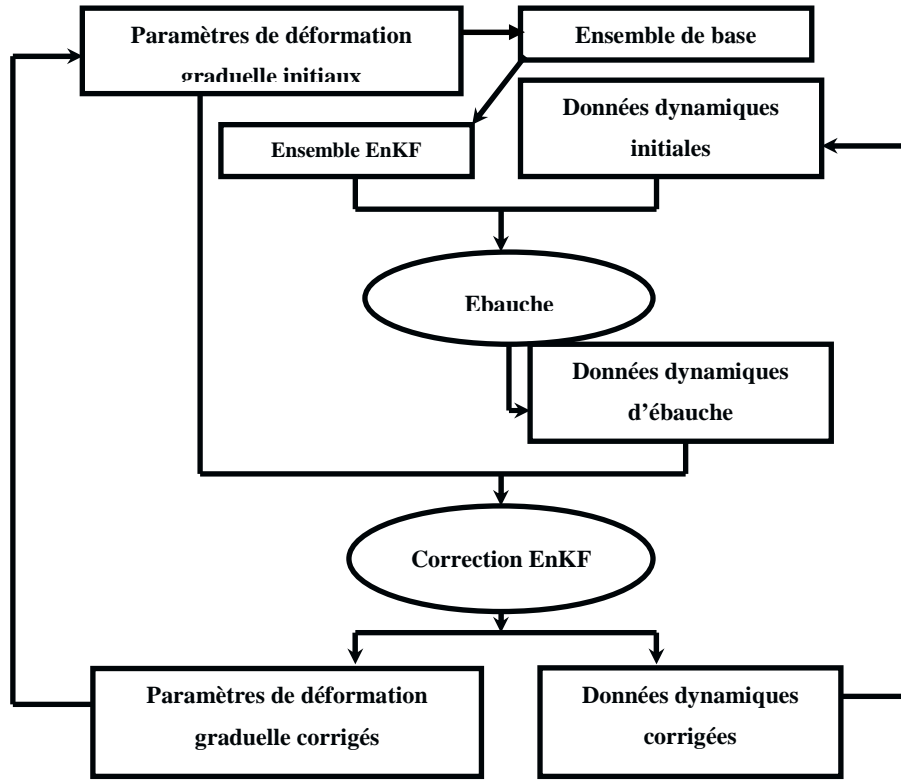 Paramètres de déformation
graduelle initiaux
Ensemble de base
Données dynamiques
initiales
Ensemble EnKF
Ebauche
Données dynamiques
d’ébauche
Correction EnKF
Paramètres de déformation
graduelle corrigés
Données dynamiques
corrigées